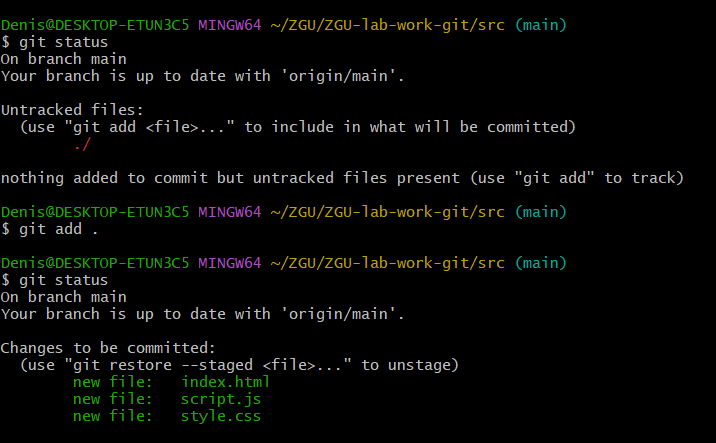 Denis@DESKTOP-ETUN3C5 MINGW64 ~/ZGU/ZGU-lab-work-git/src (main)
$ git status
On branch main
Your branch is up to date with 'origin/main'.
Untracked files:
(use "git add <file>..." to include in what will be committed)
./
nothing added to commit but untracked files present (use "git add" to track)
Denis@DESKTOP-ETUN3C5 MINGW64 ~/ZGU/ZGU-lab-work-git/src (main)
$ git add .
Denis@DESKTOP-ETUN3C5 MINGW64 ~/ZGU/ZGU-lab-work-git/src (main)
$ git status
On branch main
Your branch is up to date with 'origin/main'.
Changes to be committed:
(use "git restore --staged <file>..." to unstage)
new file:   index.html
new file:   script.js
new file:   style.css